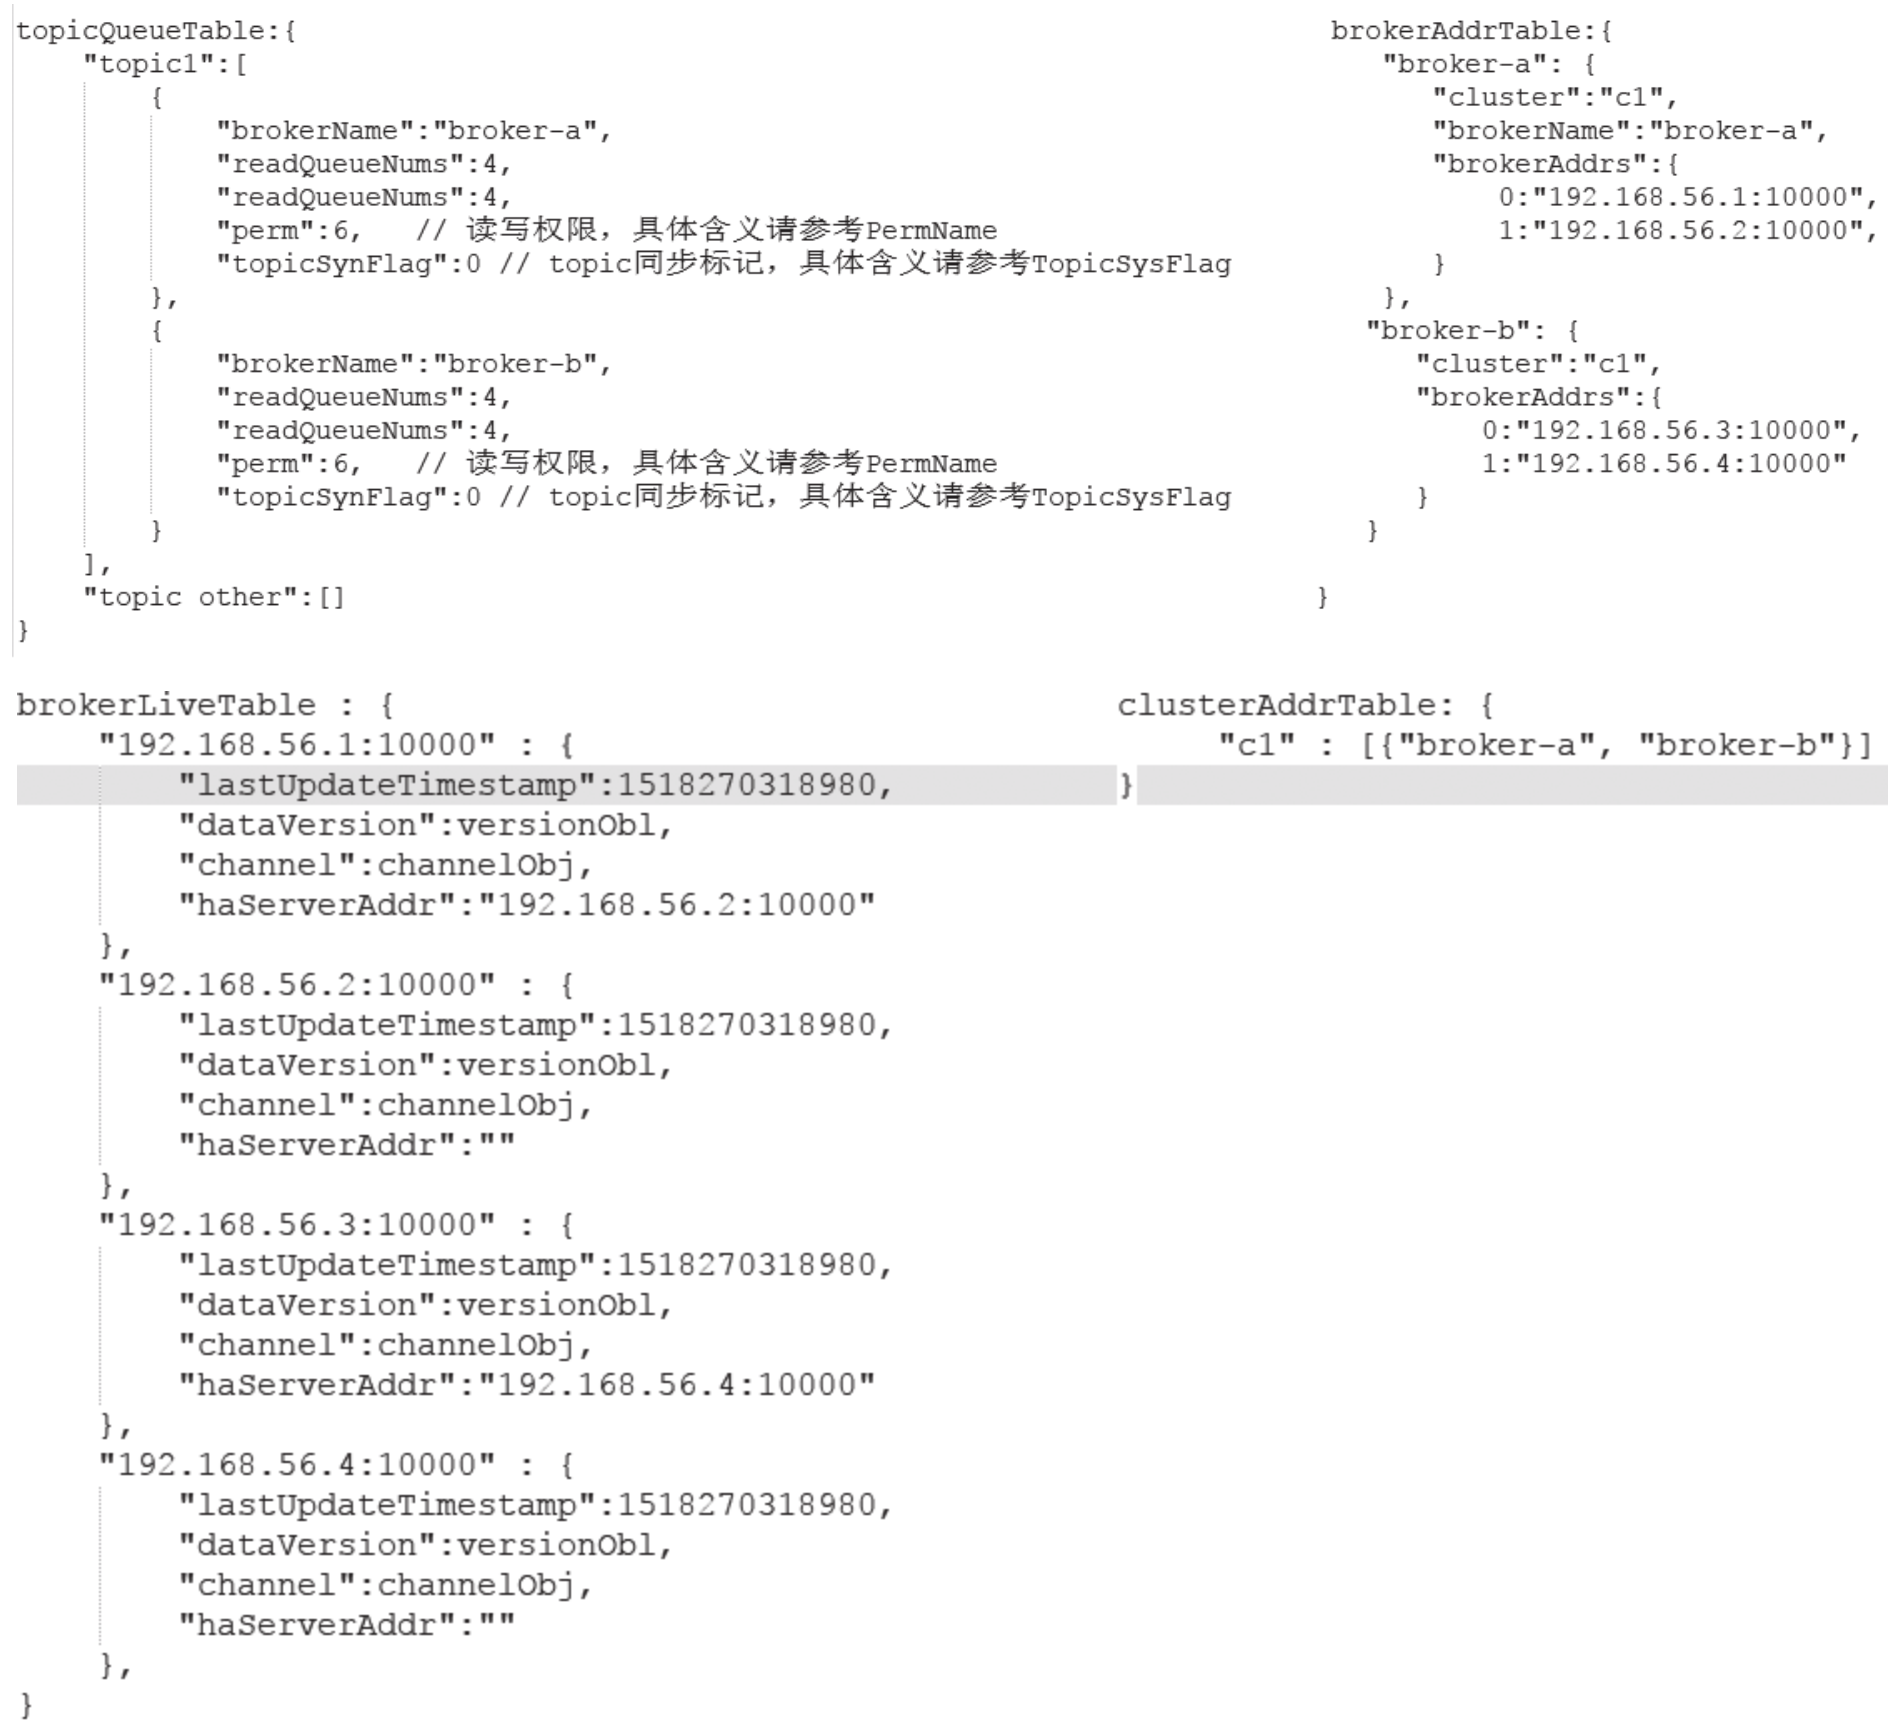 topicQueueTable:{
    "topic1":[
        {
            "brokerName":"broker-a",
            "readQueueNums":4,
            "readQueueNums":4,
            "perm":6,   // 读写权限，具体含义请参考PermName
            "topicSynFlag":0 // topic同步标记，具体含义请参考TopicSysFlag
        },
        {
            "brokerName":"broker-b",
            "readQueueNums":4,
            "readQueueNums":4,
            "perm":6,   // 读写权限，具体含义请参考PermName
            "topicSynFlag":0 // topic同步标记，具体含义请参考TopicSysFlag
        }
    ],
    "topic other":[]
}
brokerAddrTable:{
   "broker-a": {
      "cluster":"c1",
      "brokerName":"broker-a",
      "brokerAddrs":{
          0:"192.168.56.1:10000",
          1:"192.168.56.2:10000",
      }
   },
  "broker-b": {
     "cluster":"c1",
     "brokerAddrs":{
         0:"192.168.56.3:10000",
         1:"192.168.56.4:10000"
     }
  }
}
brokerLiveTable : {
    "192.168.56.1:10000" : {
        "lastUpdateTimestamp":1518270318980,
        "dataVersion":versionObl,
        "channel":channelObj,
        "haServerAddr":"192.168.56.2:10000"
    },
    "192.168.56.2:10000" : {
        "lastUpdateTimestamp":1518270318980,
        "dataVersion":versionObl,
        "channel":channelObj,
        "haServerAddr":""
    },
    "192.168.56.3:10000" : {
        "lastUpdateTimestamp":1518270318980,
        "dataVersion":versionObl,
        "channel":channelObj,
        "haServerAddr":"192.168.56.4:10000"
    },
    "192.168.56.4:10000" : {
        "lastUpdateTimestamp":1518270318980,
        "dataVersion":versionObl,
        "channel":channelObj,
        "haServerAddr":""
    },
}
clusterAddrTable: {
     "c1" : [{"broker-a", "broker-b"}]
}